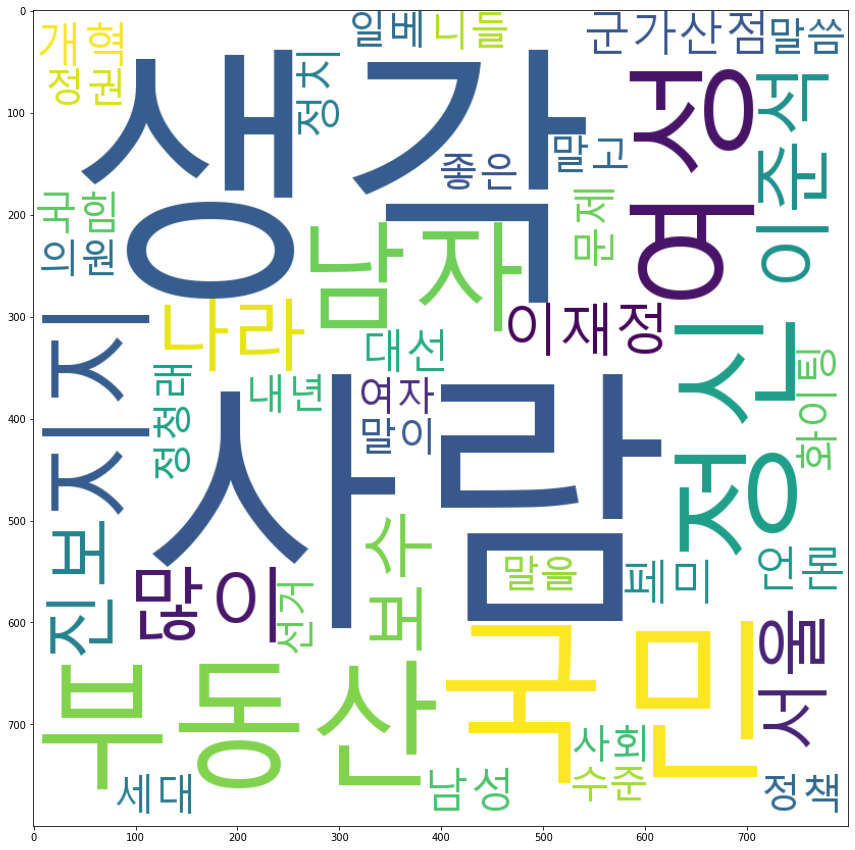 0
개혁
일베
니들
군가산점
말씀
정권
정치
생각
여성
이준석
100
좋은
말고
200
국힘
의원
문제
남자
300
나라
이재정
대선
지지
정신
정청래
내년
여자
화이팅
400
말이
사람
500
진보
보수
말을
페미
언론
많이
선거
600
서울
부동산
국민
700
사회
세대
남성
수준
정책
0 100 200 300 400 500 600 700